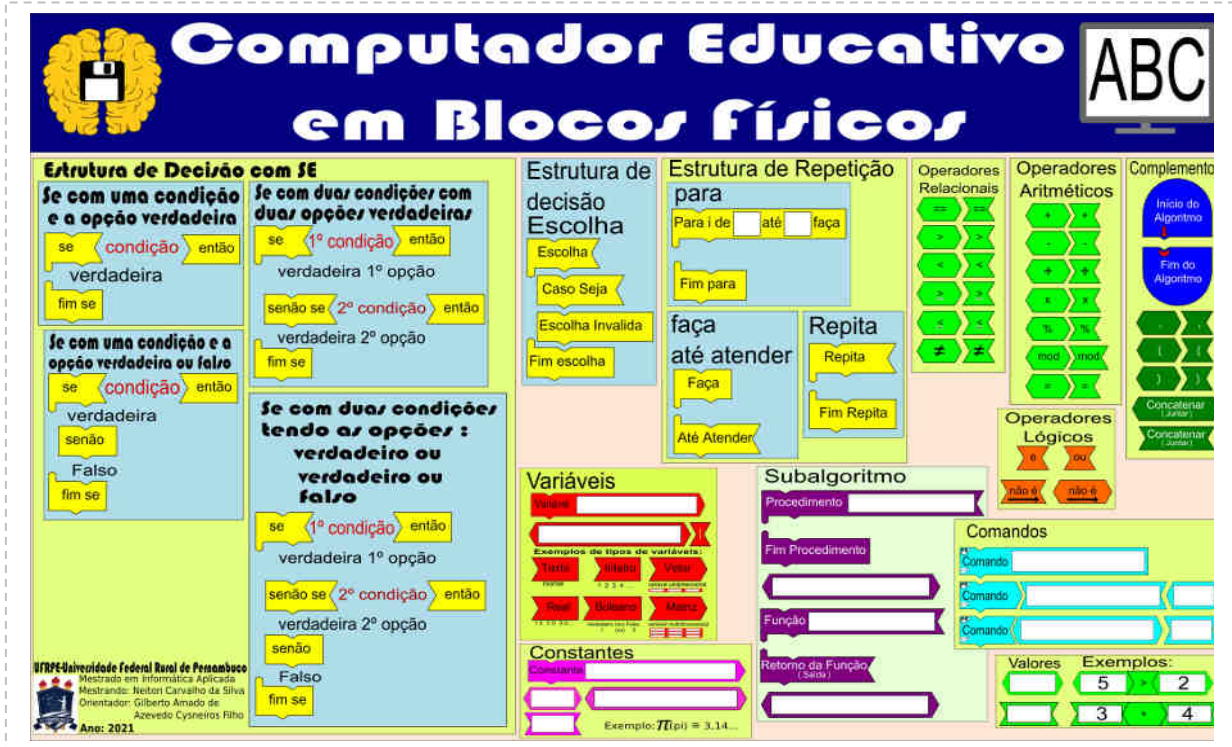 Computador Educativo
em Blocos Físicos
ABC
Estrutura de Decisão com SE
Se com uma condição
e a opção verdadeira
se condição então
verdadeira
fim se
Se com uma condição e a
opção verdadeira ou falso
se condição então
verdadeira
senão
Falso
fim se
Se com duas condições com
duas opções verdadeiras
se 1º condição então
verdadeira 1º opção
senão se 2º condição então
verdadeira 2º opção
fim se
Se com duas condições
tendo as opções :
verdadeiro ou
verdadeiro ou
falso
se 1º condição então
verdadeira 1º opção
senão se 2º condição então
verdadeira 2º opção
senão
Falso
fim se
UFRPE-Universidade Federal Rural de Pernambuco
Mestrado em Informática Aplicada
Mestrando: Neitori Carvalho da Silva
Orientador: Gilberto Amado de
Azevedo Cysneiros Filho
Ano: 2021
Estrutura de
decisão
Escolha
Escolha
Caso Seja
Escolha Invalida
Fim escolha
Estrutura de Repetição
para
Para i de até faça
Fim para
faça
até atender
Faça
Até Atender
Repita
Repita
Fim Repita
Operadores
Relacionais
== ==
> >
< <
≥ ≥
≤ ≤
≠ ≠
Operadores
Aritméticos
+ +
- -
÷ ÷
x x
% %
mod mod
= =
Complemento
Início do
Algoritmo
Fim do
Algoritmo
( (
) )
Concatenar
(Juntar)
Concatenar
(Juntar)
Operadores
Lógicos
e ou
não é não é
Variáveis
Exemplos de tipos de variáveis:
Texto Inteiro Vetor
Real Boleano Matriz
Constantes
Constante
Exemplo: π(pi) = 3,14...
Subalgoritmo
Procedimento
Fim Procedimento
Função
Retorno da Função
(Saída)
Comandos
Comando
Comando
Comando
Valores Exemplos:
5 > 2
3 + 4